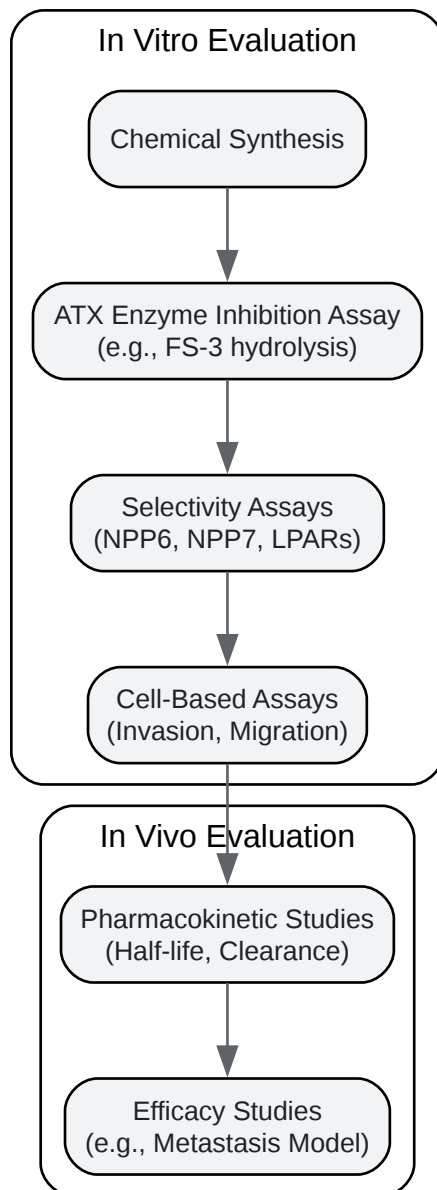 In Vitro Evaluation
Chemical Synthesis
ATX Enzyme Inhibition Assay
(e.g., FS-3 hydrolysis)
Selectivity Assays
(NPP6, NPP7, LPARs)
Cell-Based Assays
(Invasion, Migration)
In Vivo Evaluation
Pharmacokinetic Studies
(Half-life, Clearance)
Efficacy Studies
(e.g., Metastasis Model)